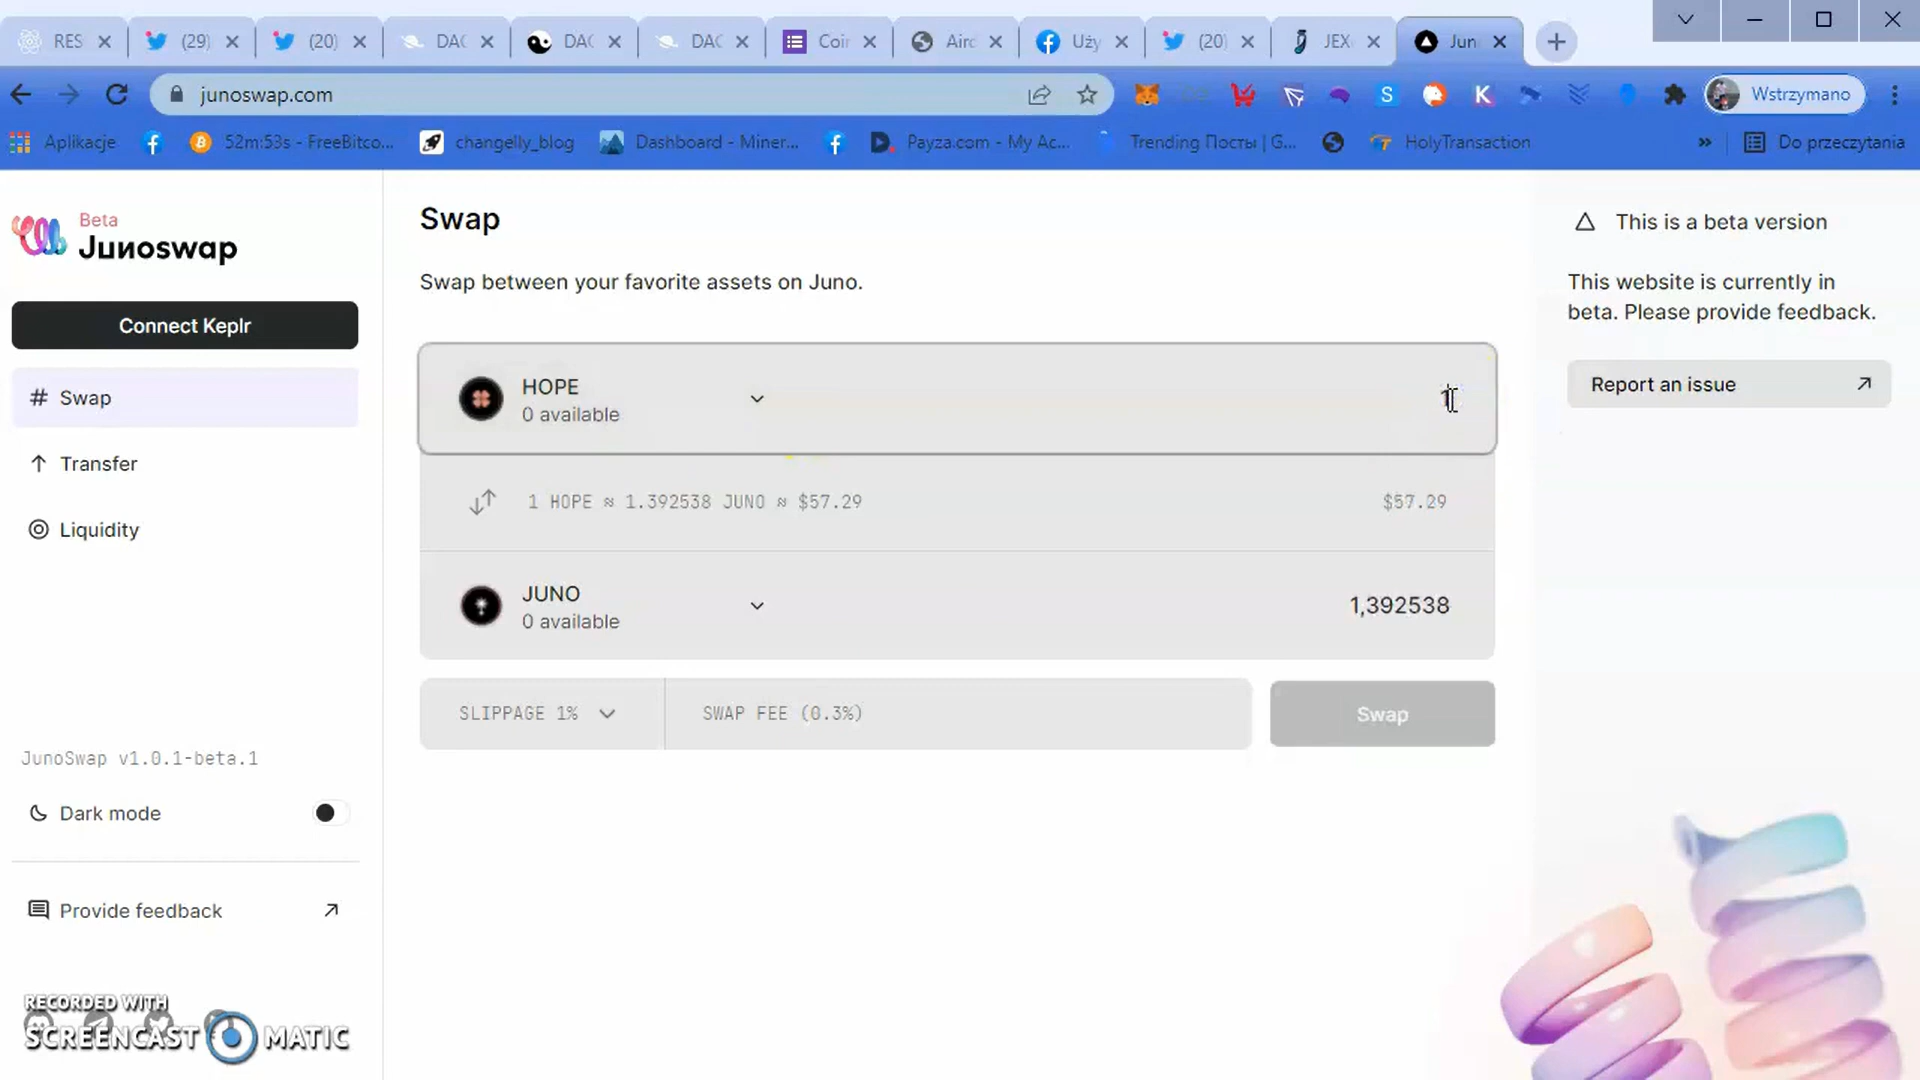 RES
(29)
(20)
DAC
DAC
DAC
Coin
Airc
Uży
(20)
JEX
Jun
junoswap.com
S
K
Wstrzymano
Aplikacje
52m:53s - FreeBitco...
changelly_blog
Dashboard - Miner...
Payza.com - My Ac...
Trending Посты | G...
HolyTransaction
»
Do przeczytania
Beta
Junoswap
Connect Keplr
Swap
Transfer
Liquidity
JunoSwap v1.0.1-beta.1
Dark mode
Provide feedback
RECORDED WITH
SCREENCAST MATIC
Swap
Swap between your favorite assets on Juno.
HOPE
0 available
1
1 HOPE ≈ 1.392538 JUNO ≈ $57.29
$57.29
JUNO
0 available
1,392538
SLIPPAGE 1%
SWAP FEE (0.3%)
Swap
This is a beta version
This website is currently in
beta. Please provide feedback.
Report an issue